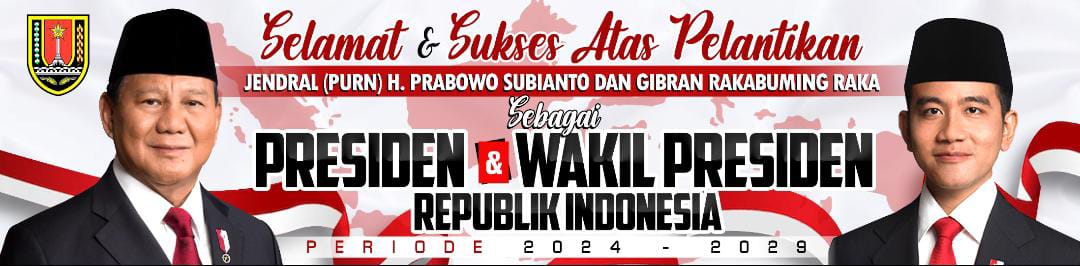 Selamat & Sukses Atas Pelantikan
JENDRAL (PURN) H. PRABOWO SUBIANTO DAN GIBRAN RAKABUMING RAKA
Sebagai
PRESIDEN & WAKIL PRESIDEN
REPUBLIK INDONESIA
PERIODE 2024 - 2029